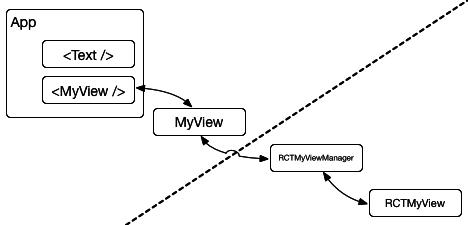 App
<Text />
<MyView />
MyView
RCTMyViewManager
RCTMyView